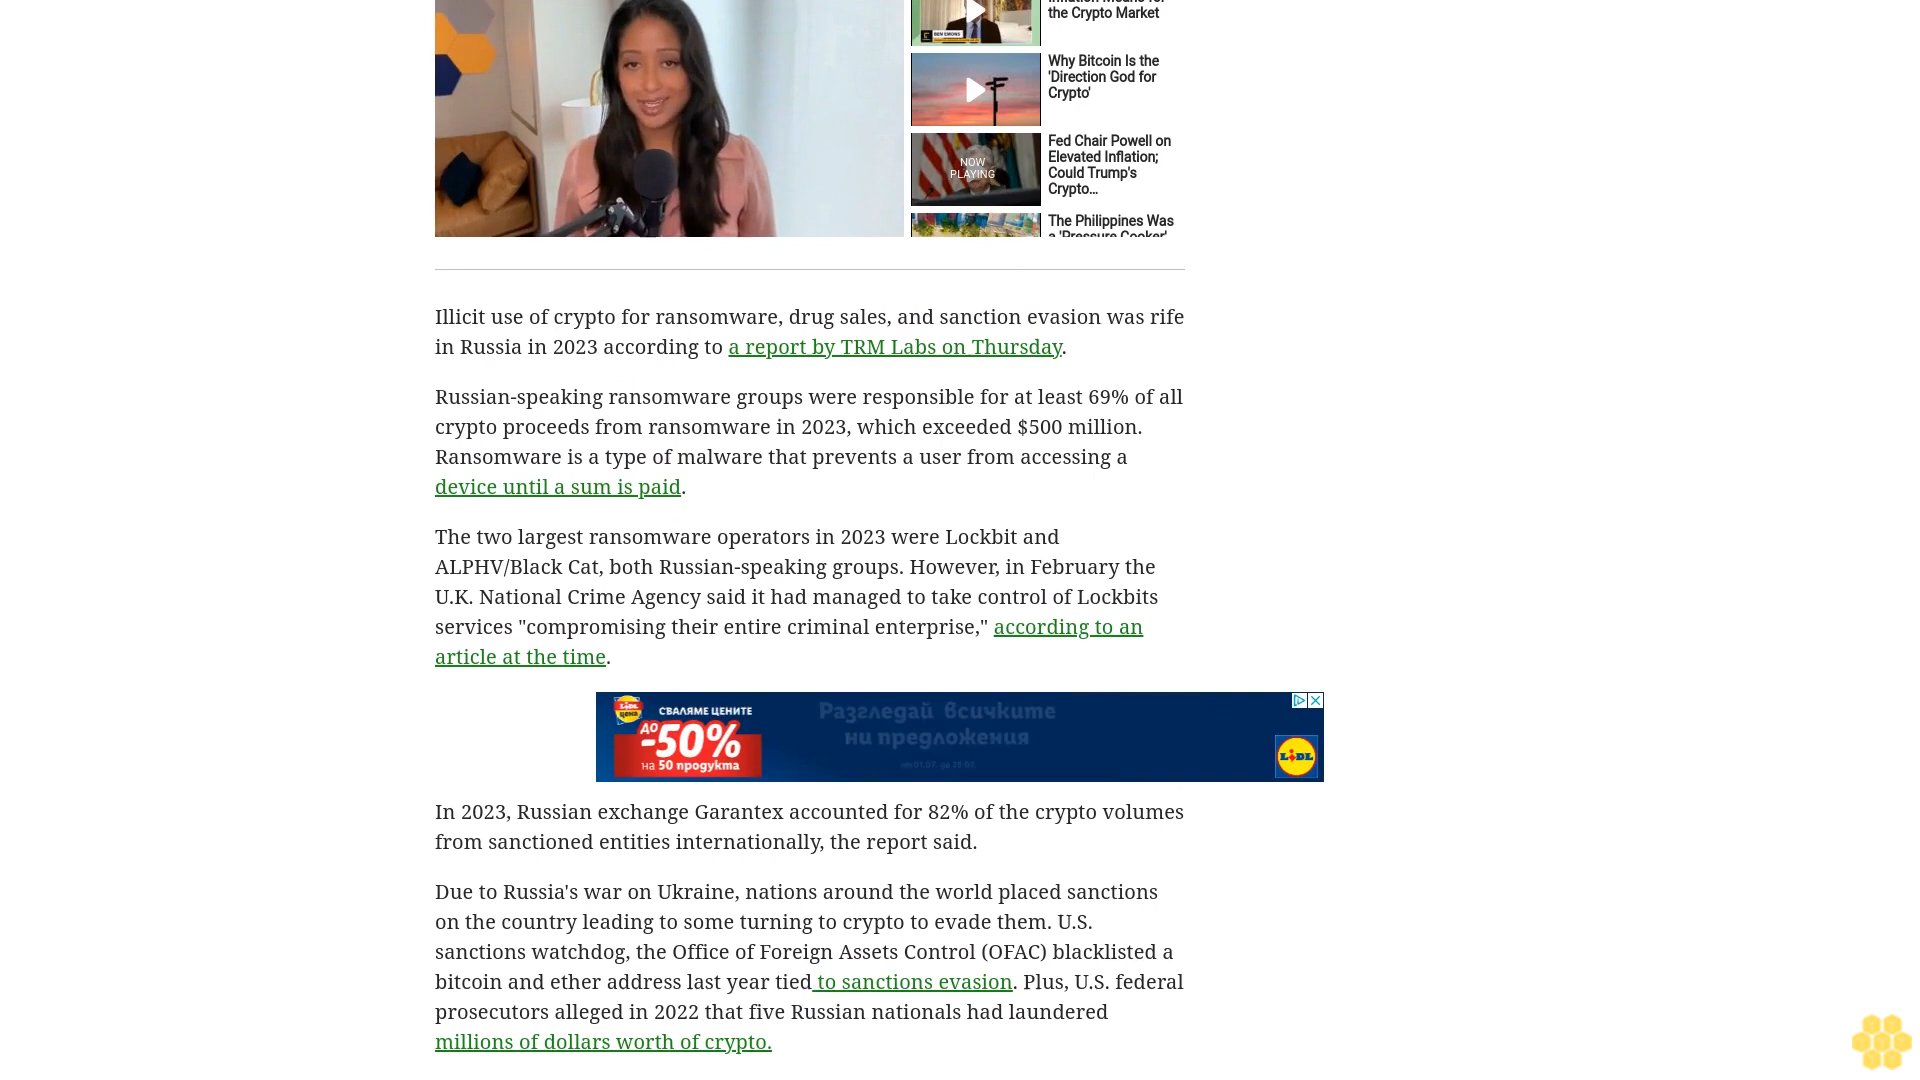 the Crypto Market
Why Bitcoin Is the
'Direction God for
Crypto'
NOW
PLAYING
Fed Chair Powell on
Elevated Inflation;
Could Trump's
Crypto...
The Philippines Was
a 'Pressure Cooker'
Illicit use of crypto for ransomware, drug sales, and sanction evasion was rife
in Russia in 2023 according to a report by TRM Labs on Thursday.
Russian-speaking ransomware groups were responsible for at least 69% of all
crypto proceeds from ransomware in 2023, which exceeded $500 million.
Ransomware is a type of malware that prevents a user from accessing a
device until a sum is paid.
The two largest ransomware operators in 2023 were Lockbit and
ALPHV/Black Cat, both Russian-speaking groups. However, in February the
U.K. National Crime Agency said it had managed to take control of Lockbits
services "compromising their entire criminal enterprise," according to an
article at the time.
LIDL
цена
СВАЛЯМЕ ЦЕНИТЕ
ДО
-50%
на 50 продукта
Разгледай всичките
ни предложения
LIDL
In 2023, Russian exchange Garantex accounted for 82% of the crypto volumes
from sanctioned entities internationally, the report said.
Due to Russia's war on Ukraine, nations around the world placed sanctions
on the country leading to some turning to crypto to evade them. U.S.
sanctions watchdog, the Office of Foreign Assets Control (OFAC) blacklisted a
bitcoin and ether address last year tied to sanctions evasion. Plus, U.S. federal
prosecutors alleged in 2022 that five Russian nationals had laundered
millions of dollars worth of crypto.